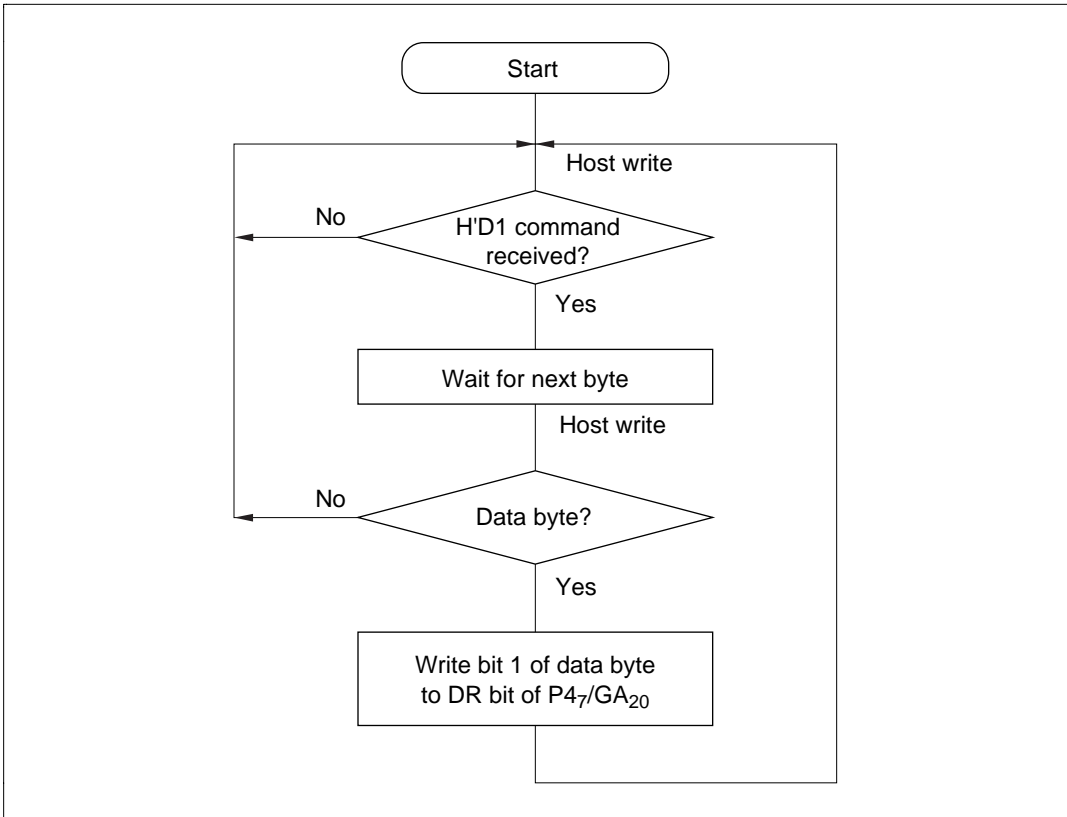 Start
Host write
No
H'D1 command
received?
Yes
Wait for next byte
Host write
No
Data byte?
Yes
Write bit 1 of data byte
to DR bit of P4₇/GA₂₀